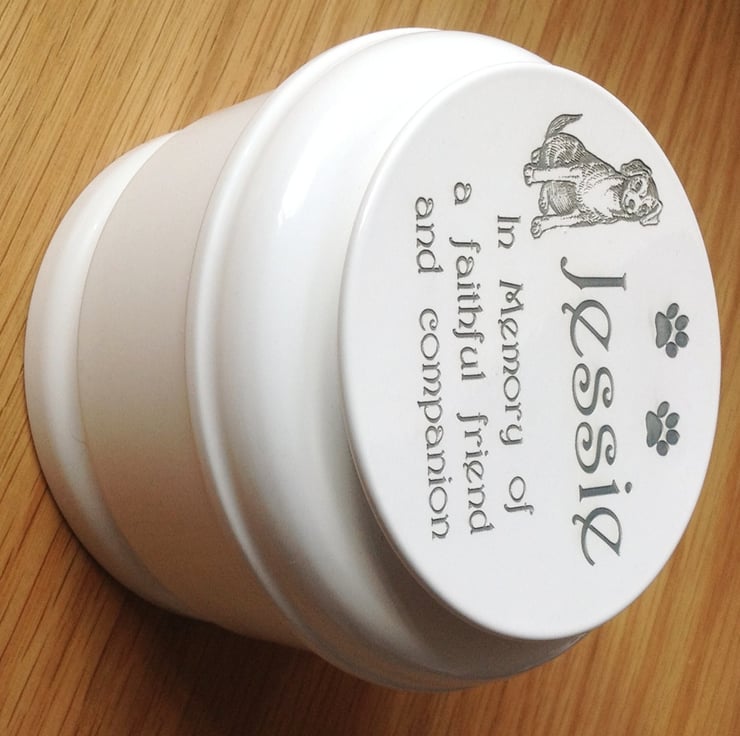 Jessie
In Memory of
a faithful friend
and companion